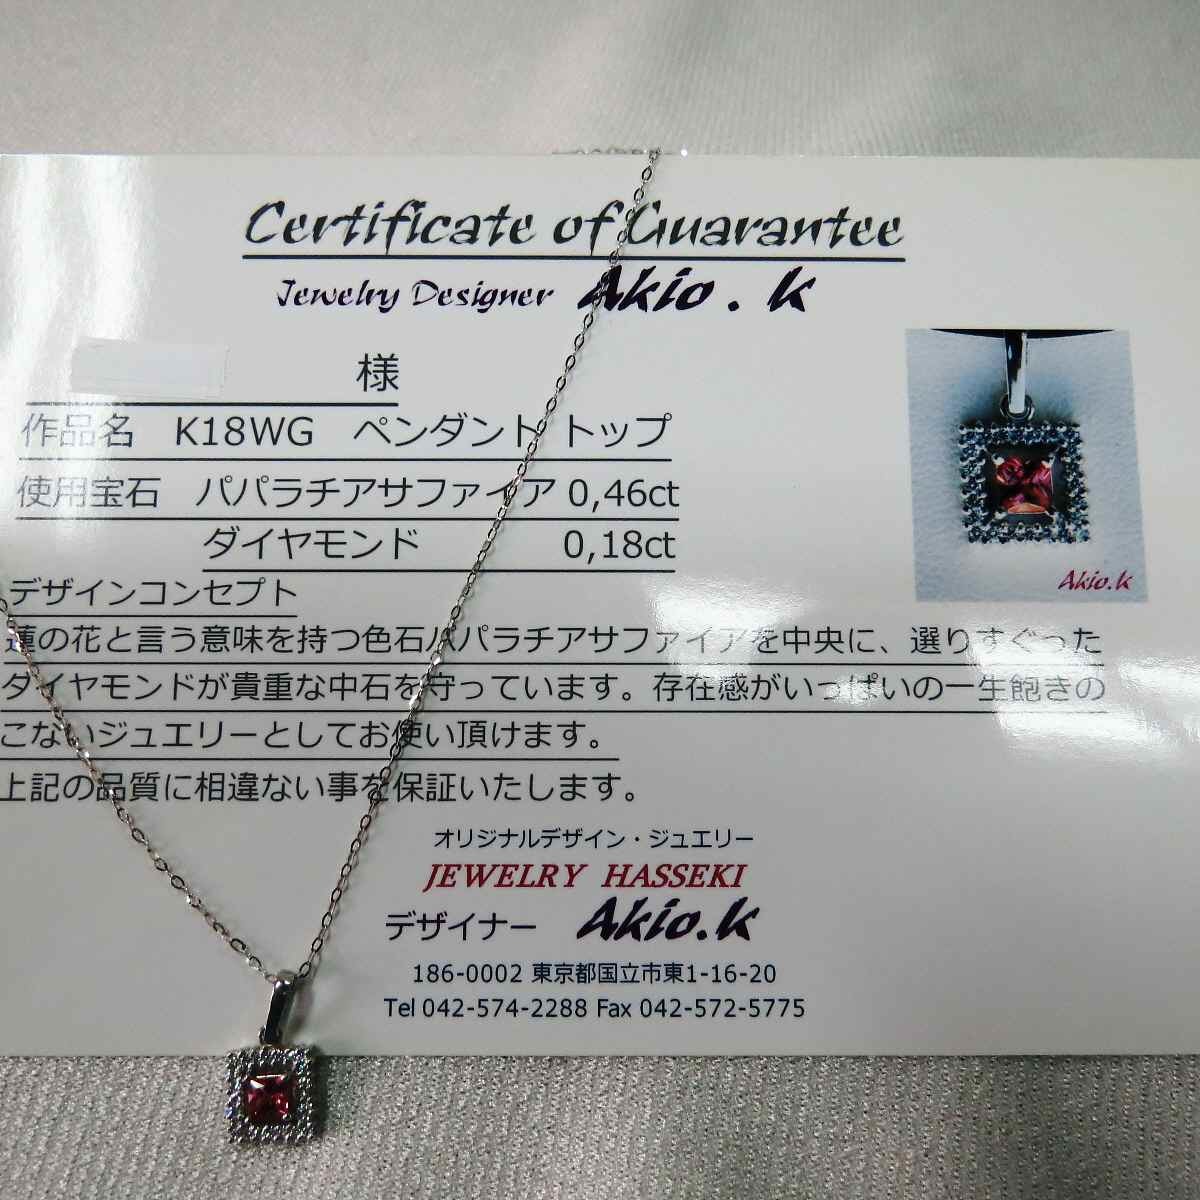 Certificate of Guarantee
Jewelry Designer Akio . k
様
作品名 K18WG ペンダント トップ
使用宝石 パパラチアサファイア 0,46ct
ダイヤモンド 0,18ct
Akio.k
デザインコンセプト
蓮の花と言う意味を持つ色石パパラチアサファイアを中央に、選りすぐった
ダイヤモンドが貴重な中石を守っています。存在感がいっぱいの一生飽きの
こないジュエリーとしてお使い頂けます。
上記の品質に相違ない事を保証いたします。
オリジナルデザイン・ジュエリー
JEWELRY HASSEKI
デザイナー Akio.k
186-0002 東京都国立市東1-16-20
Tel 042-574-2288 Fax 042-572-5775